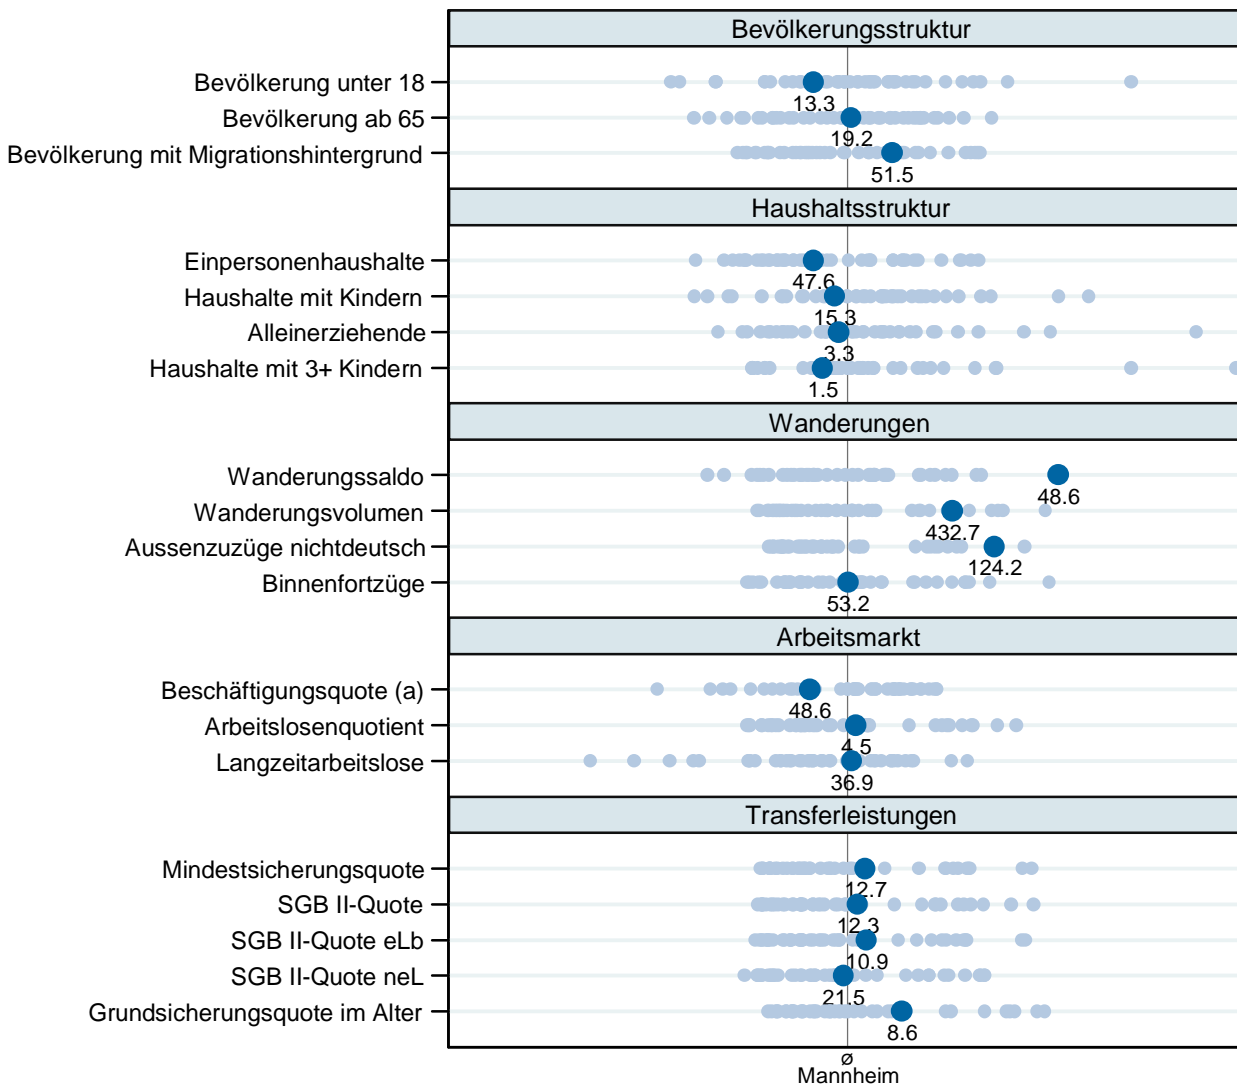 Bevölkerungsstruktur
Bevölkerung unter 18
13.3
Bevölkerung ab 65
19.2
Bevölkerung mit Migrationshintergrund
51.5
Haushaltsstruktur
Einpersonenhaushalte
47.6
Haushalte mit Kindern
15.3
Alleinerziehende
3.3
Haushalte mit 3+ Kindern
1.5
Wanderungen
Wanderungssaldo
48.6
Wanderungsvolumen
432.7
Aussenzuzüge nichtdeutsch
124.2
Binnenfortzüge
53.2
Arbeitsmarkt
Beschäftigungsquote (a)
48.6
Arbeitslosenquotient
4.5
Langzeitarbeitslose
36.9
Transferleistungen
Mindestsicherungsquote
12.7
SGB II-Quote
12.3
SGB II-Quote eLb
10.9
SGB II-Quote neL
21.5
Grundsicherungsquote im Alter
8.6
ø
Mannheim